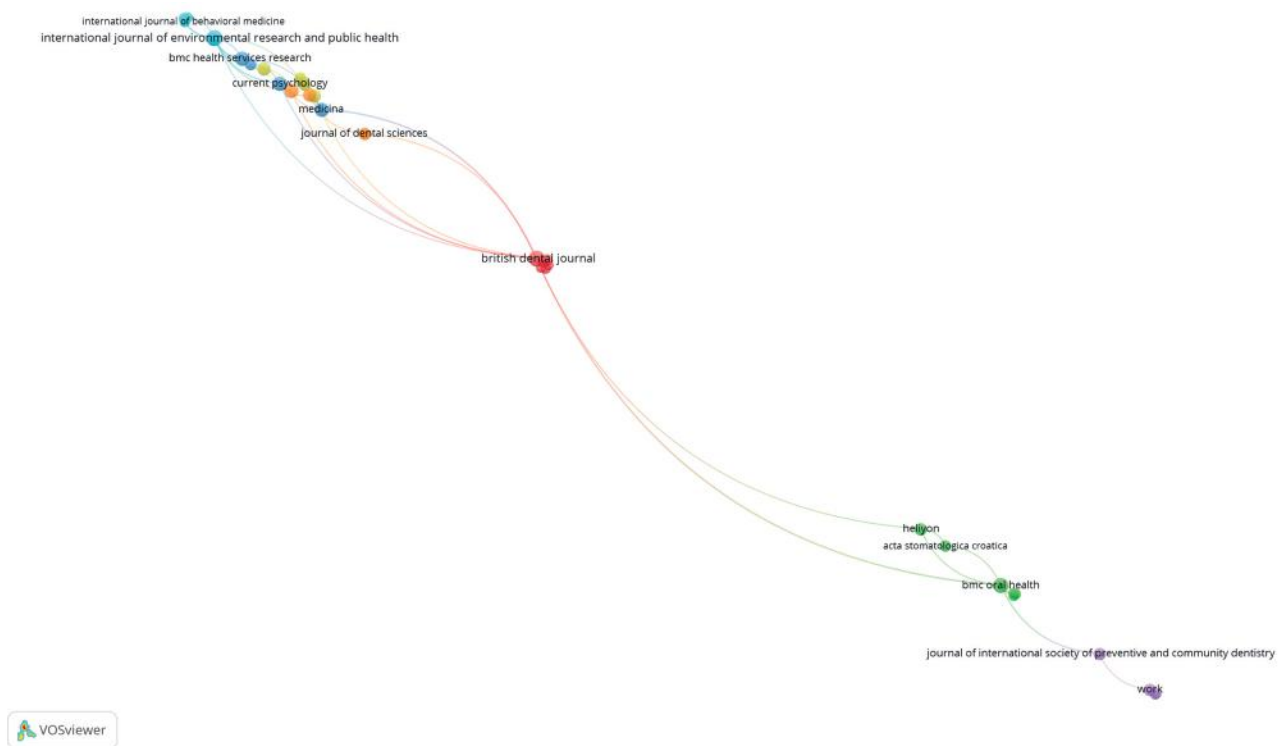 international journal of behavioral medicine
international journal of environmental research and public health
bmc health services research
current psychology
medicina
journal of dental sciences
british dental journal
heliyon
acta stomatologica croatica
bmc oral health
journal of international society of preventive and community dentistry
work
VOSviewer